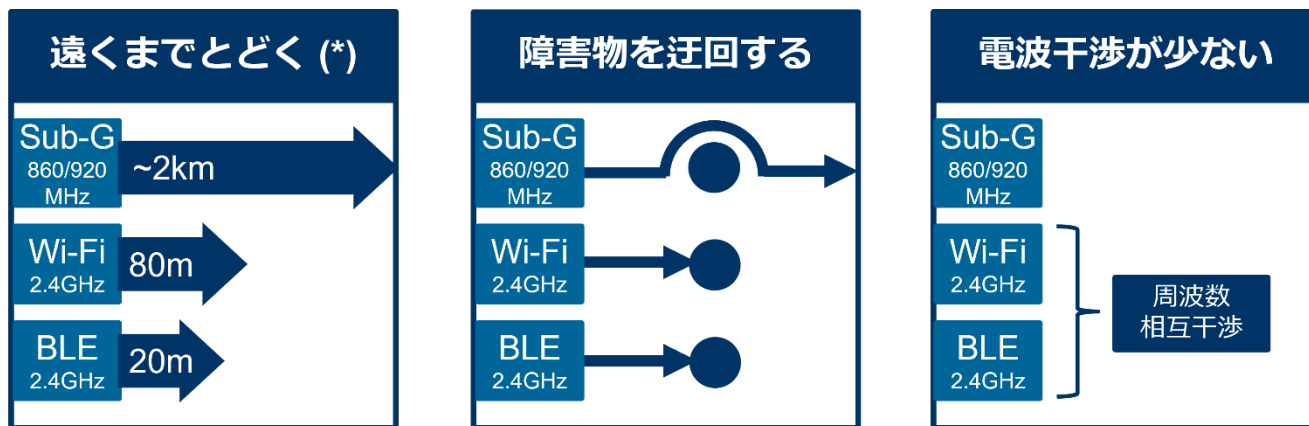 遠くまでとどく (*)
Sub-G
860/920
MHz
~2km
Wi-Fi
2.4GHz
80m
BLE
2.4GHz
20m
障害物を迂回する
Sub-G
860/920
MHz
Wi-Fi
2.4GHz
BLE
2.4GHz
電波干渉が少ない
Sub-G
860/920
MHz
Wi-Fi
2.4GHz
BLE
2.4GHz
周波数
相互干渉